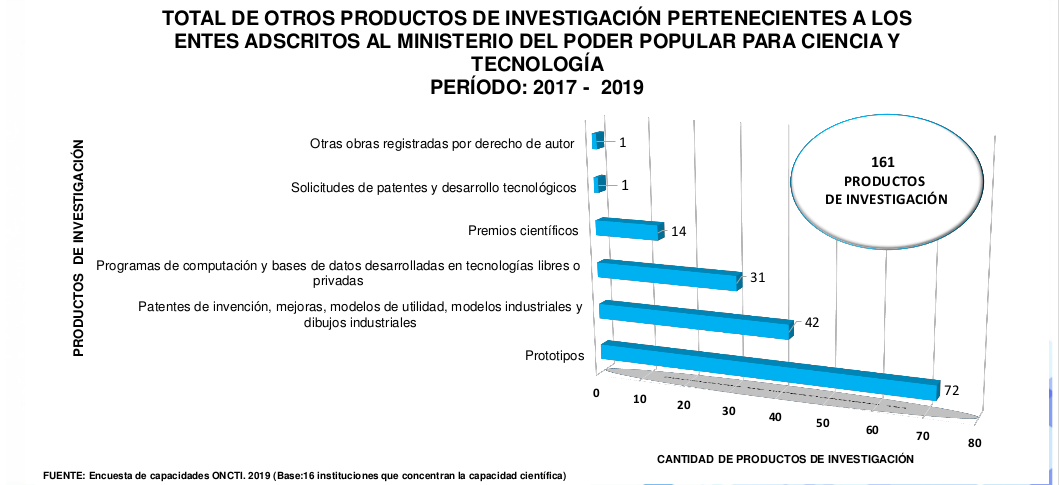 TOTAL DE OTROS PRODUCTOS DE INVESTIGACIÓN PERTENECIENTES A LOS
ENTES ADSCRITOS AL MINISTERIO DEL PODER POPULAR PARA CIENCIA Y
TECNOLOGÍA
PERÍODO: 2017 - 2019
PRODUCTOS DE INVESTIGACIÓN
Otras obras registradas por derecho de autor
1
Solicitudes de patentes y desarrollo tecnológicos
1
Premios científicos
14
Programas de computación y bases de datos desarrolladas en tecnologías libres o
privadas
31
Patentes de invención, mejoras, modelos de utilidad, modelos industriales y
dibujos industriales
42
Prototipos
72
161
PRODUCTOS
DE INVESTIGACIÓN
0 10 20 30 40 50 60 70 80
CANTIDAD DE PRODUCTOS DE INVESTIGACIÓN
FUENTE: Encuesta de capacidades ONCTI. 2019 (Base:16 instituciones que concentran la capacidad científica)